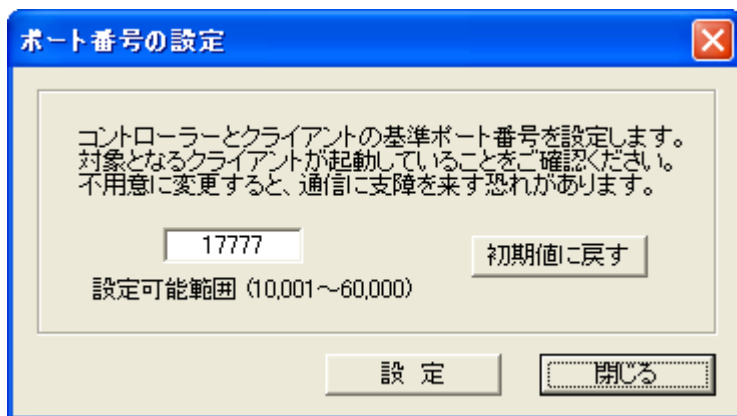 ポート番号の設定
コントローラーとクライアントの基準ポート番号を設定します。
対象となるクライアントが起動していることをご確認ください。
不用意に変更すると、通信に支障を来す恐れがあります。
17777
初期値に戻す
設定可能範囲 (10,001～60,000)
設 定
閉じる